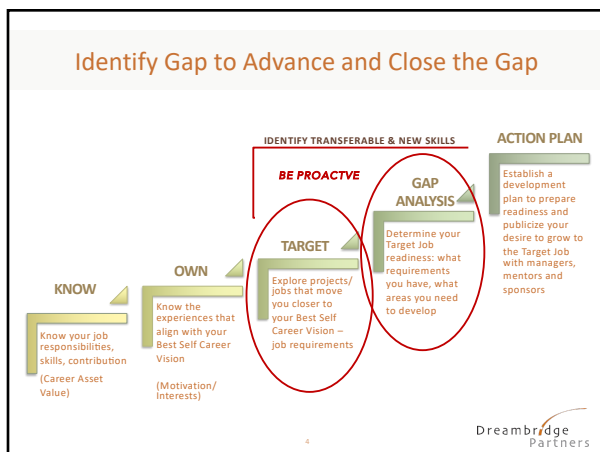 Identify Gap to Advance and Close the Gap
IDENTIFY TRANSFERABLE & NEW SKILLS
BE PROACTVE
KNOW
Know your job
responsibilities,
skills, contribution
(Career Asset
Value)
OWN
Know the
experiences that
align with your
Best Self Career
Vision
(Motivation/
Interests)
TARGET
Explore projects/
jobs that move
you closer to
your Best Self
Career Vision –
job requirements
GAP
ANALYSIS
Determine your
Target Job
readiness: what
requirements
you have, what
areas you need
to develop
ACTION PLAN
Establish a
development
plan to prepare
readiness and
publicize your
desire to grow to
the Target Job
with managers,
mentors and
sponsors
4
Dreambridge
Partners